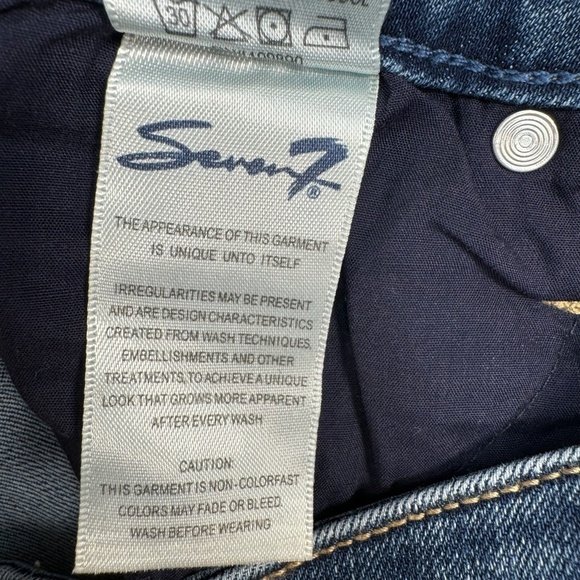 30
Seven7®
THE APPEARANCE OF THIS GARMENT
IS UNIQUE UNTO ITSELF
IRREGULARITIES MAY BE PRESENT
AND ARE DESIGN CHARACTERISTICS
CREATED FROM WASH TECHNIQUES,
EMBELLISHMENTS AND OTHER
TREATMENTS, TO ACHIEVE A UNIQUE
LOOK THAT GROWS MORE APPARENT
AFTER EVERY WASH
CAUTION:
THIS GARMENT IS NON-COLORFAST
COLORS MAY FADE OR BLEED.
WASH BEFORE WEARING